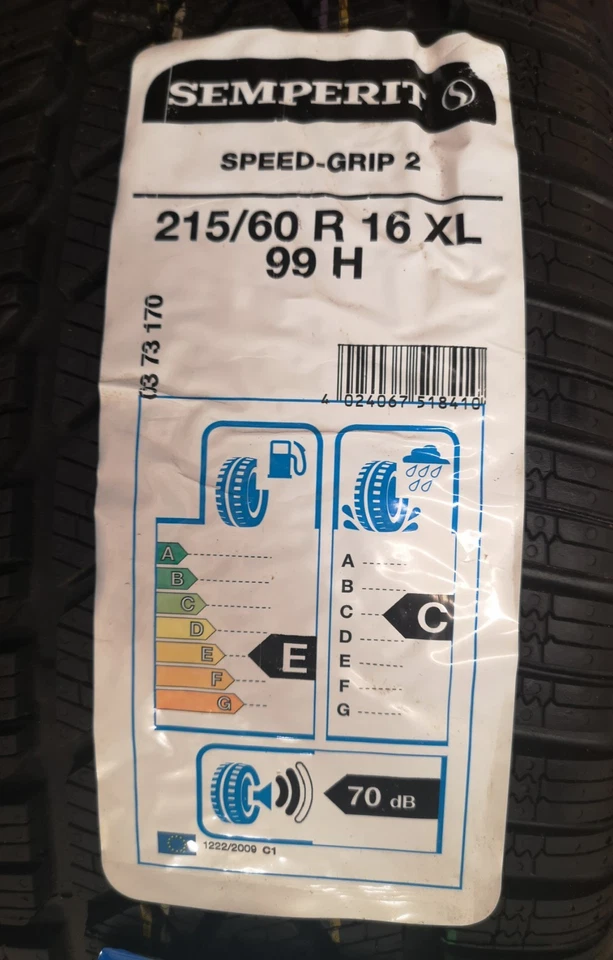 SEMPERIT
SPEED-GRIP 2
215/60 R 16 XL
99 H
03 73 170
4 024067 518410
A
B
C
D
E
F
G
E
A
B
C
D
E
F
G
C
70 dB
1222/2009 C1